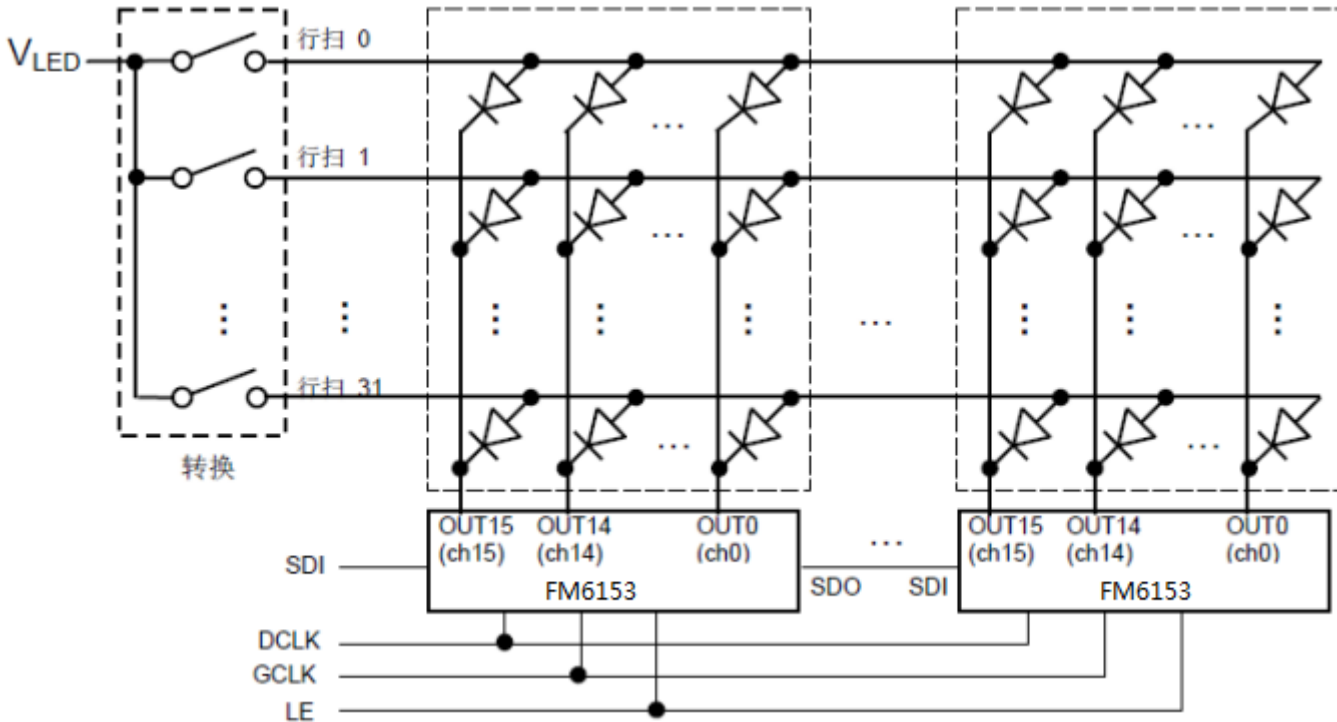 VLED
行扫 0
行扫 1
行扫 31
转换
OUT15 OUT14 OUT0
(ch15) (ch14) (ch0)
FM6153
OUT15 OUT14 OUT0
(ch15) (ch14) (ch0)
FM6153
SDI
SDO SDI
DCLK
GCLK
LE